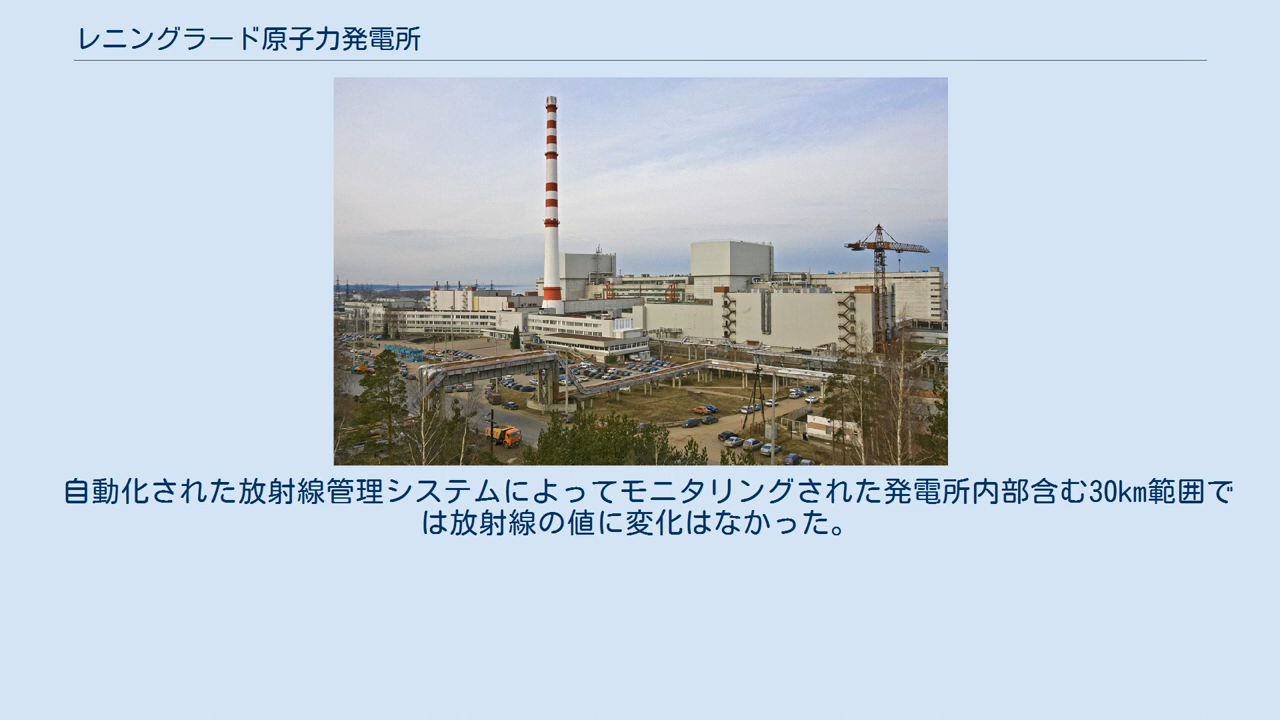 レニングラード原子力発電所
自動化された放射線管理システムによってモニタリングされた発電所内部含む30km範囲で
は放射線の値に変化はなかった。